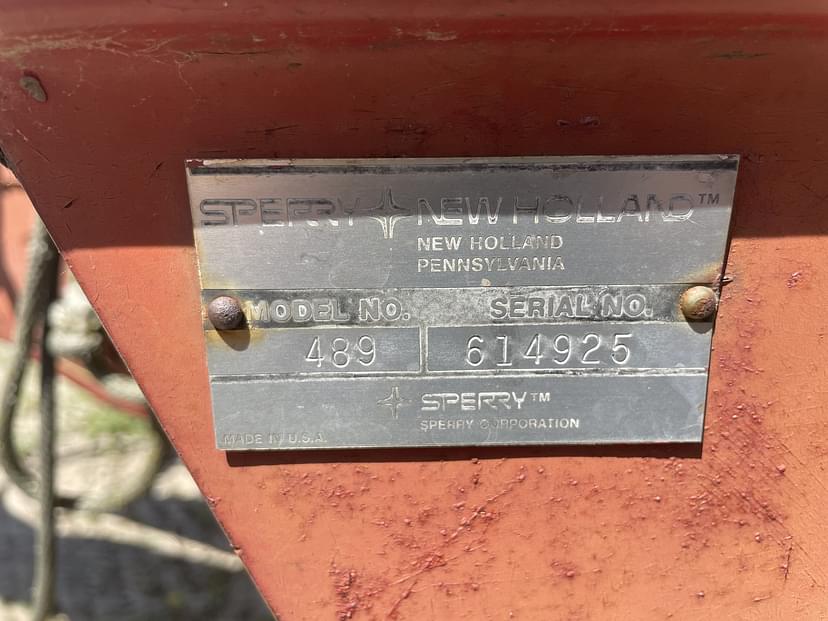 SPERRY NEW HOLLAND™
NEW HOLLAND
PENNSYLVANIA
MODEL NO. SERIAL NO.
489 614925
SPERRY™
SPERRY CORPORATION
MADE IN U.S.A.